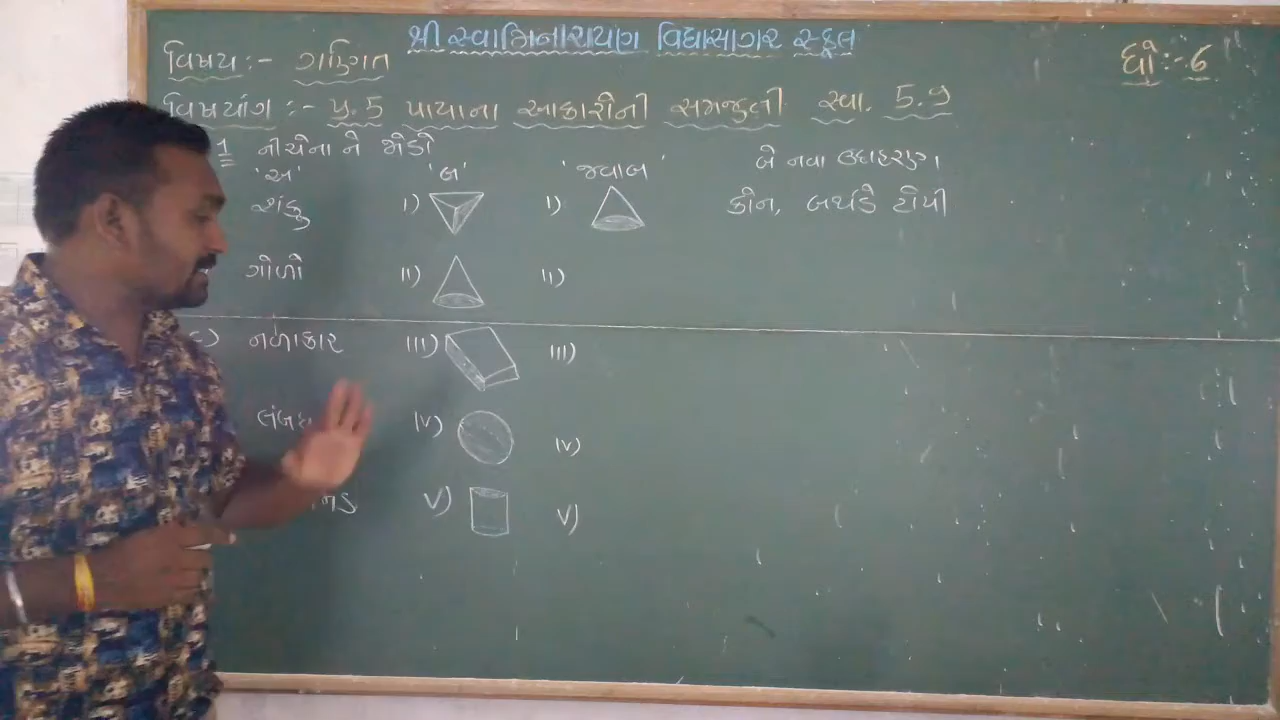 શ્રી સ્વામિનારાયણ વિદ્યાસાગર સ્કૂલ
વિષય :- ગણિત
ધો :- 6
વિષયાંગ :- પ્ર. 5 પાયાના આકારોની સમજુતી સ્વા. 5.9
1 નીચેના ને જોડો
'અ' 'બ' 'જવાબ' બે નવા ઉદાહરણ
શંકુ I) I) કોન, બર્થડે ટોપી
ગોળો II) II)
c) નળાકાર III) III)
લંબ IV) IV)
V) V)